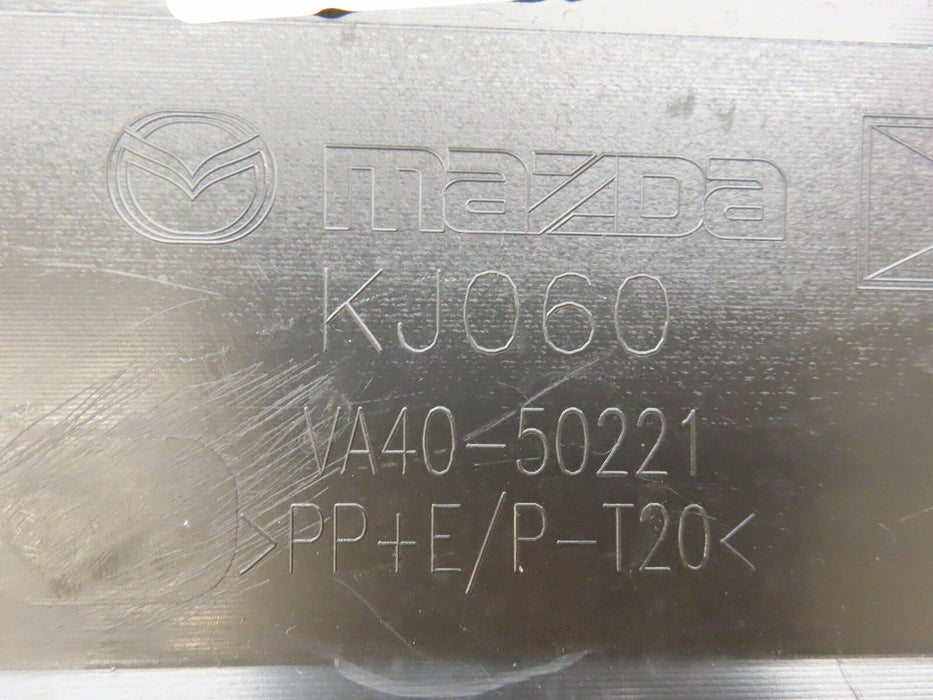 mazda
KJ060
VA40-50221
>PP+E/P-T20<